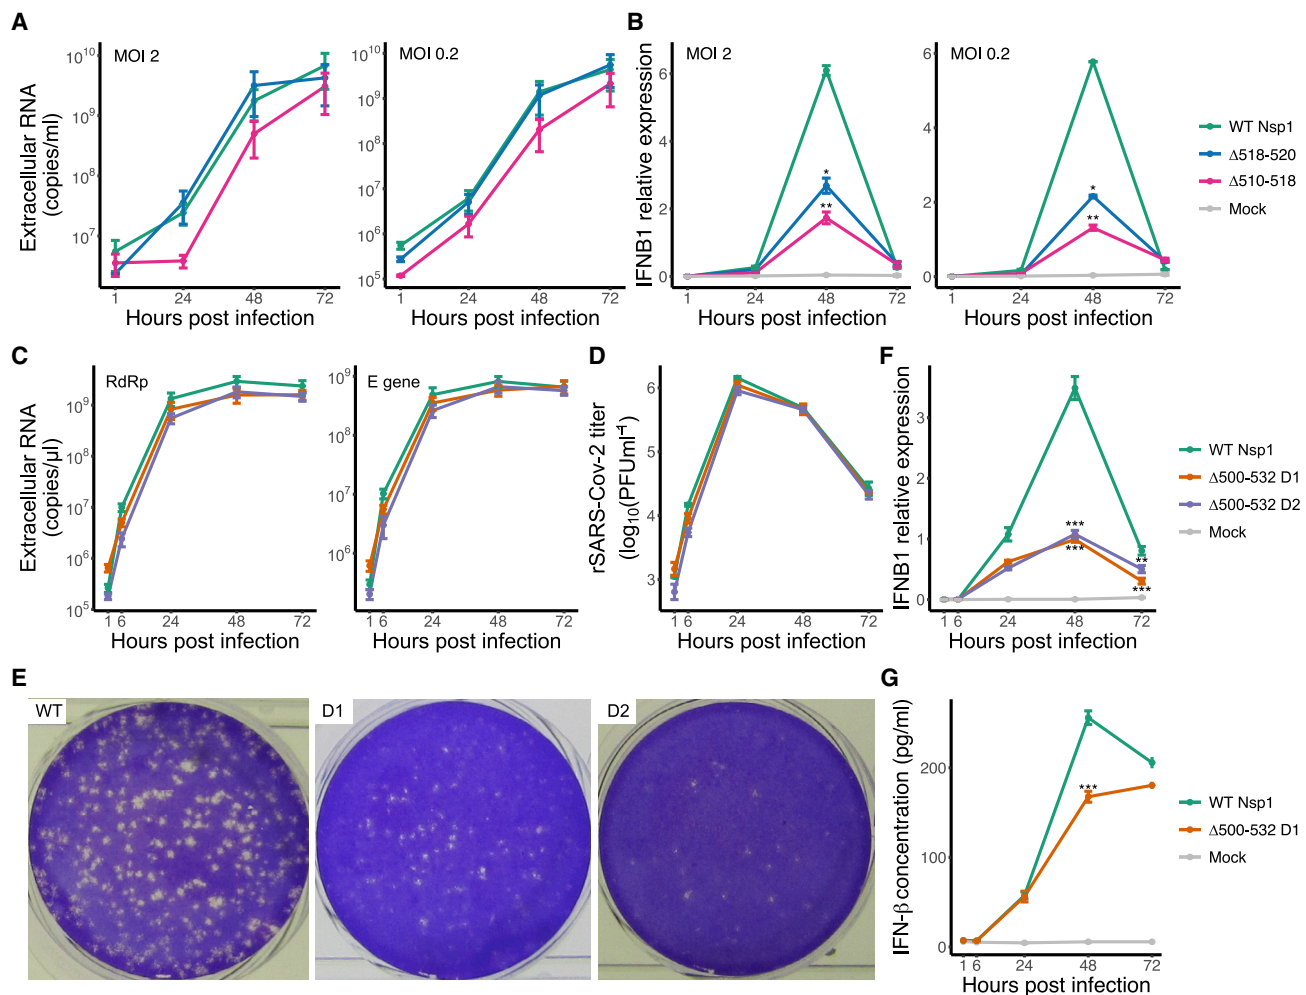 A
B
MOI 2
MOI 0.2
MOI 2
MOI 0.2
Extracellular RNA
(copies/ml)
10^10
10^9
10^8
10^7
1 24 48 72
Hours post infection
10^10
10^9
10^8
10^7
10^6
10^5
1 24 48 72
Hours post infection
IFNB1 relative expression
6
4
2
0
*
**
1 24 48 72
Hours post infection
6
4
2
0
*
**
1 24 48 72
Hours post infection
WT Nsp1
Δ518-520
Δ510-518
Mock
C
D
F
RdRp
E gene
Extracellular RNA
(copies/µl)
10^9
10^8
10^7
10^6
10^5
1 6 24 48 72
Hours post infection
10^9
10^8
10^7
10^6
1 6 24 48 72
Hours post infection
rSARS-Cov-2 titer
(log10(PFUml^-1)
6
5
4
3
1 6 24 48 72
Hours post infection
IFNB1 relative expression
3
2
1
0
***
***
**
***
1 6 24 48 72
Hours post infection
WT Nsp1
Δ500-532 D1
Δ500-532 D2
Mock
E
G
WT
D1
D2
IFN-β concentration (pg/ml)
200
100
0
***
1 6 24 48 72
Hours post infection
WT Nsp1
Δ500-532 D1
Mock